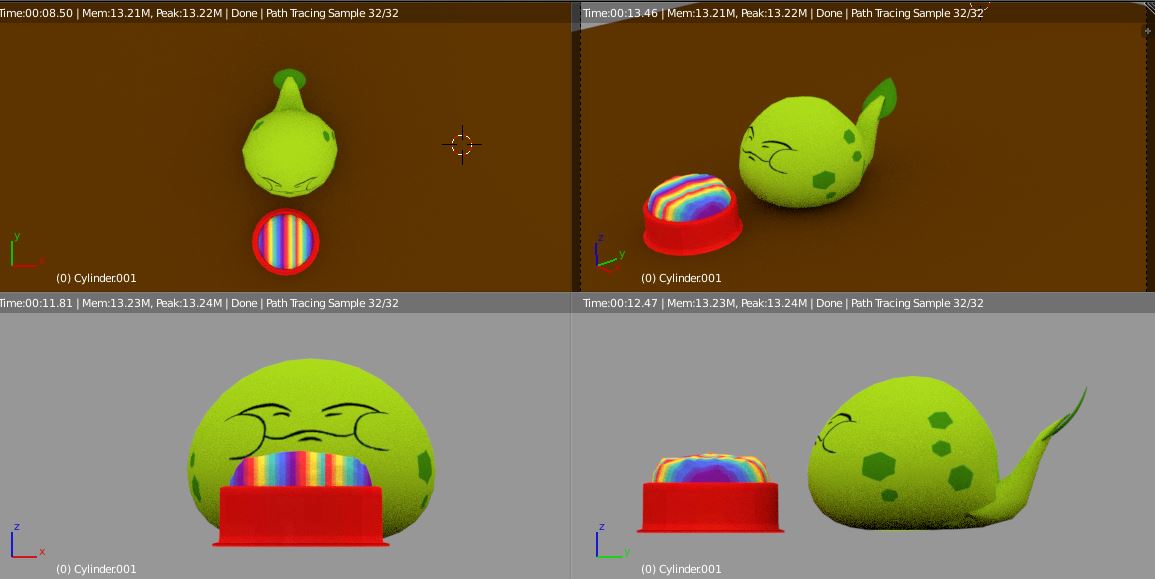 Time:00:08.50 | Mem:13.21M, Peak:13.22M | Done | Path Tracing Sample 32/32
Time:00:13.46 | Mem:13.21M, Peak:13.22M | Done | Path Tracing Sample 32/32
y
x
(0) Cylinder.001
z
y
x
(0) Cylinder.001
Time:00:11.81 | Mem:13.23M, Peak:13.24M | Done | Path Tracing Sample 32/32
Time:00:12.47 | Mem:13.23M, Peak:13.24M | Done | Path Tracing Sample 32/32
z
x
(0) Cylinder.001
z
y
(0) Cylinder.001